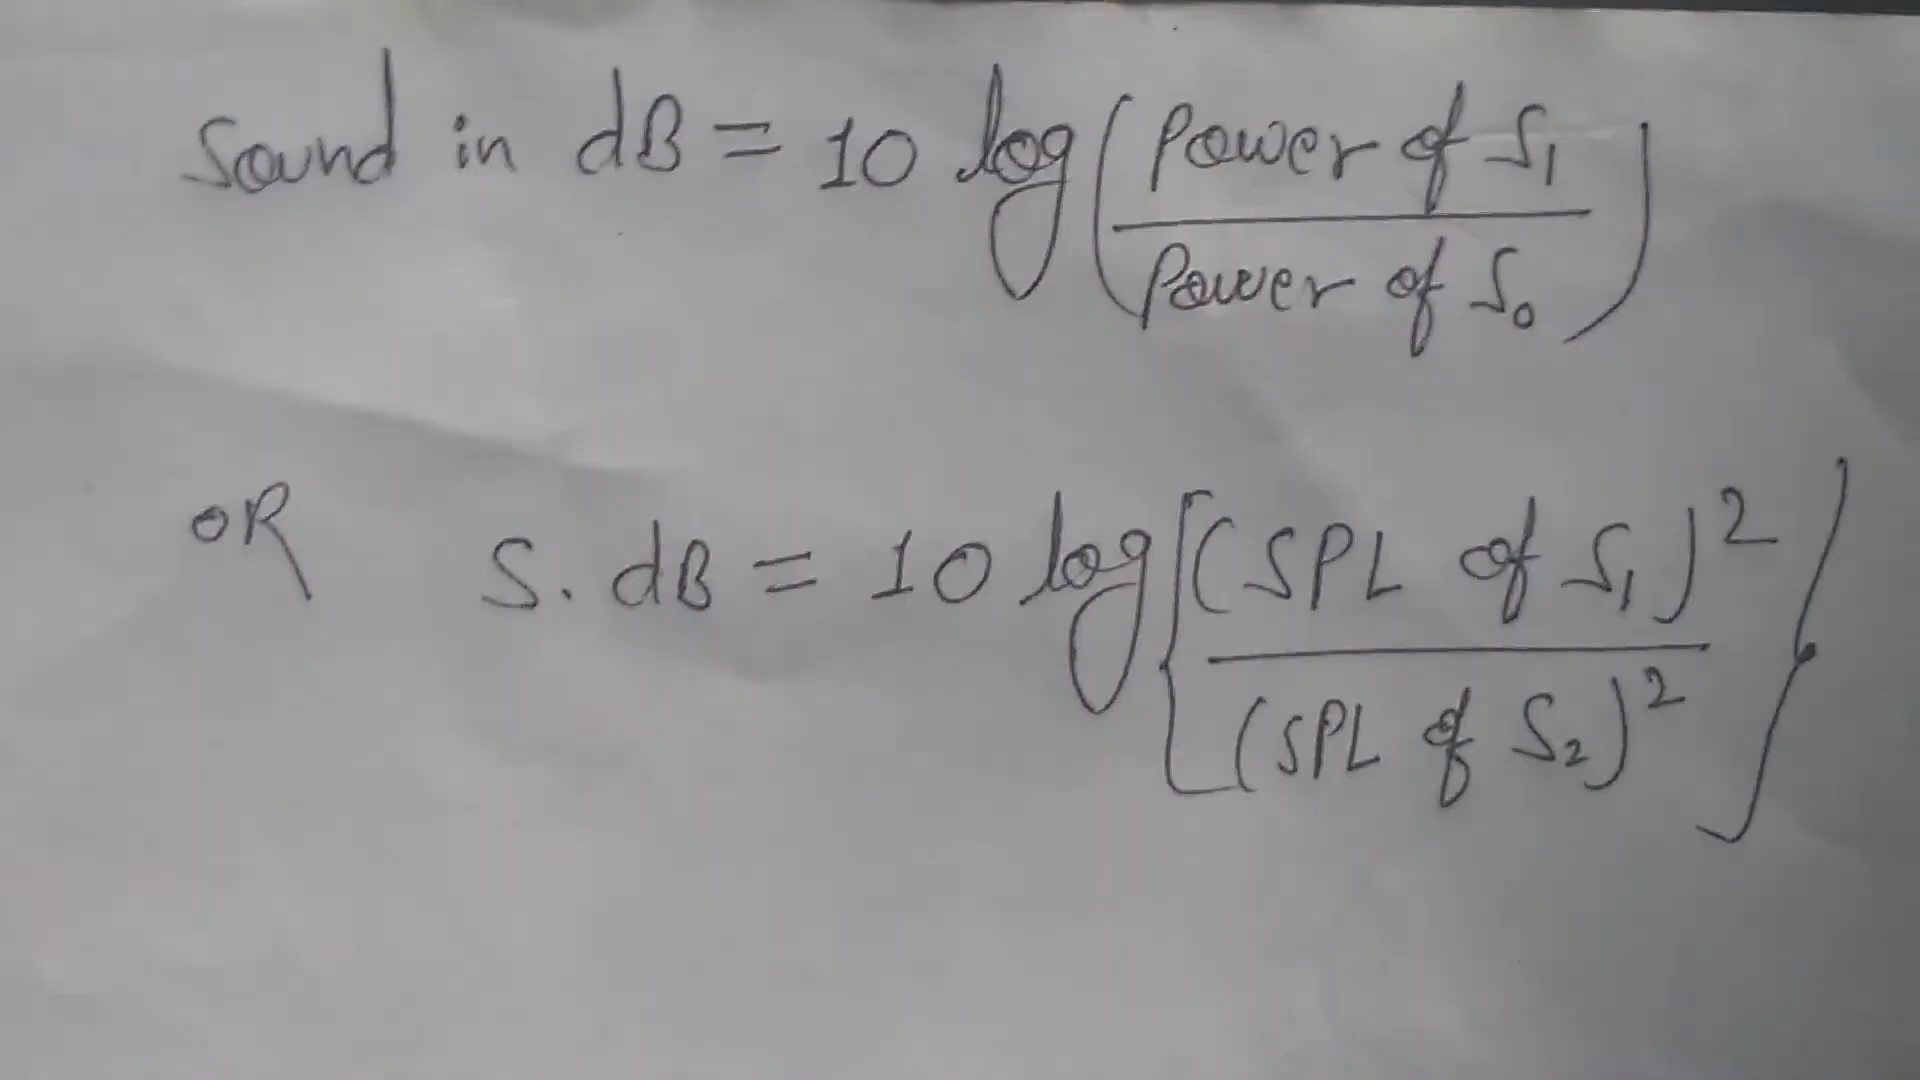 Sound in dB = 10 log (Power of S₁ / Power of S₀)
OR S. dB = 10 log [(SPL of S₁)² / (SPL of S₂)²]